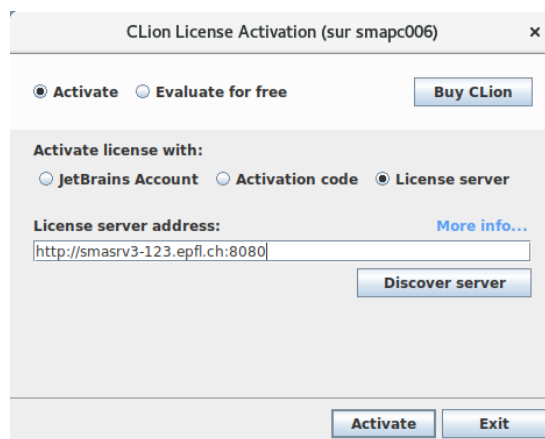 CLion License Activation (sur smapc006) ×
Activate Evaluate for free Buy CLion
Activate license with:
JetBrains Account Activation code License server
License server address: More info...
http://smasrv3-123.epfl.ch:8080
Discover server
Activate Exit